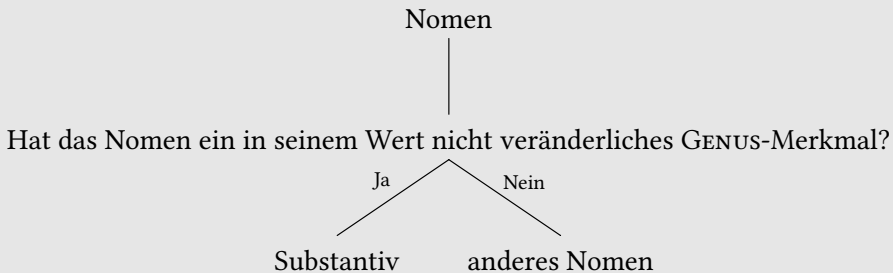 Nomen
Hat das Nomen ein in seinem Wert nicht veränderliches GENUS-Merkmal?
Ja Nein
Substantiv anderes Nomen